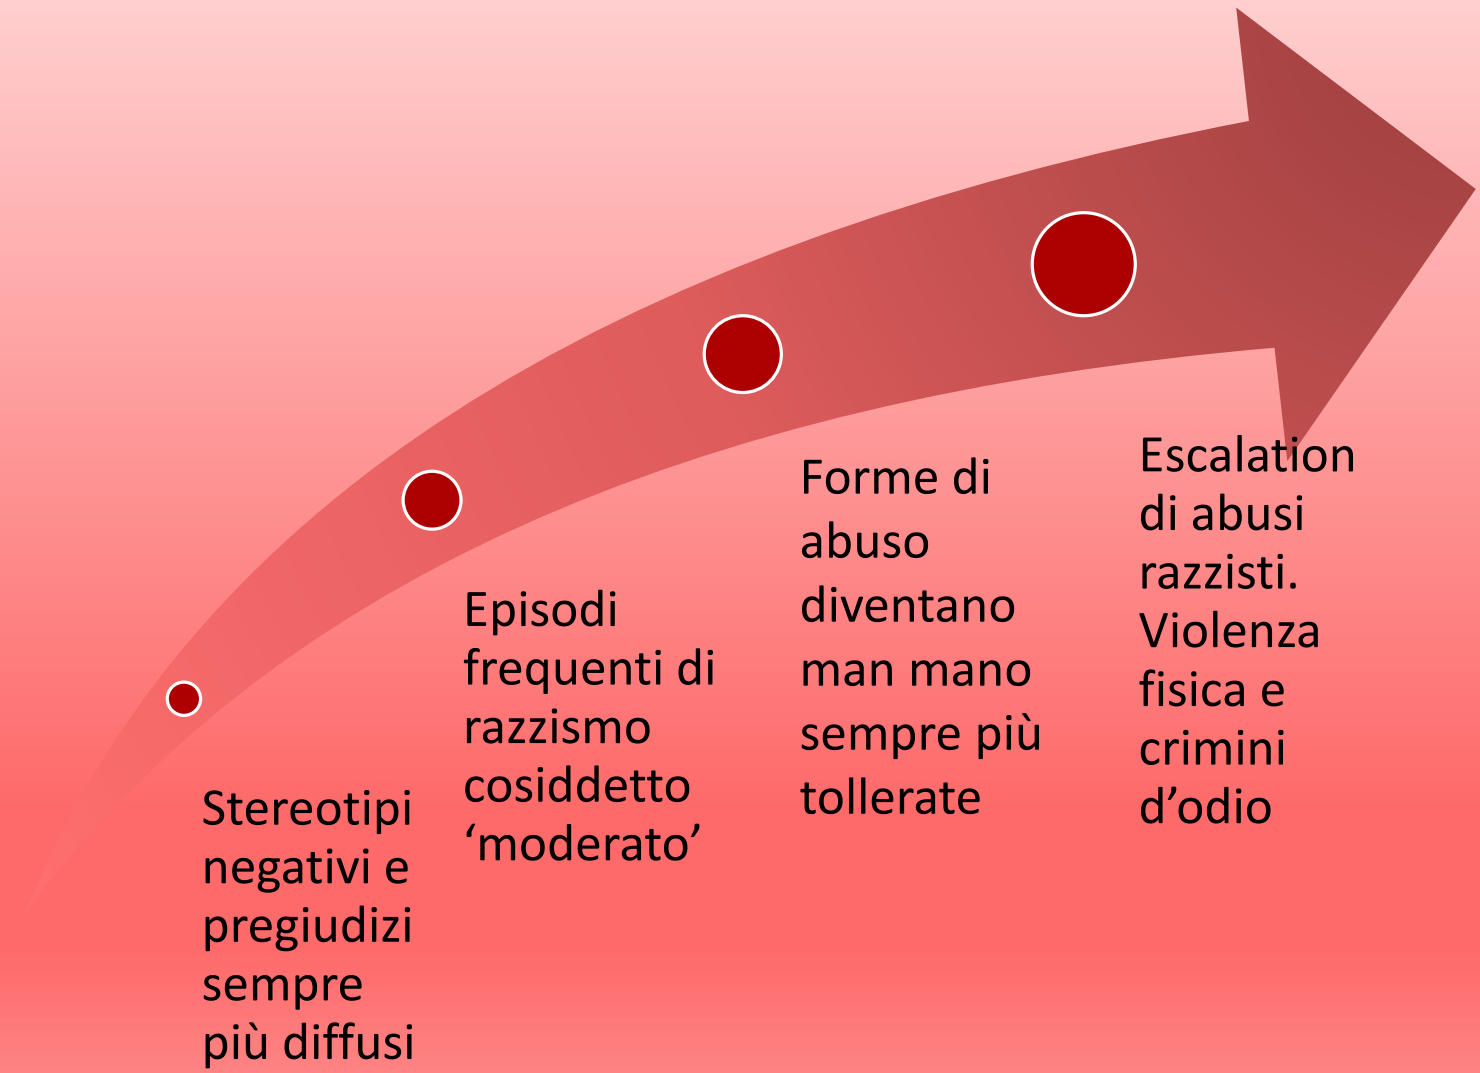 Stereotipi
negativi e
pregiudizi
sempre
più diffusi
Episodi
frequenti di
razzismo
cosiddetto
‘moderato’
Forme di
abuso
diventano
man mano
sempre più
tollerate
Escalation
di abusi
razzisti.
Violenza
fisica e
crimini
d’odio